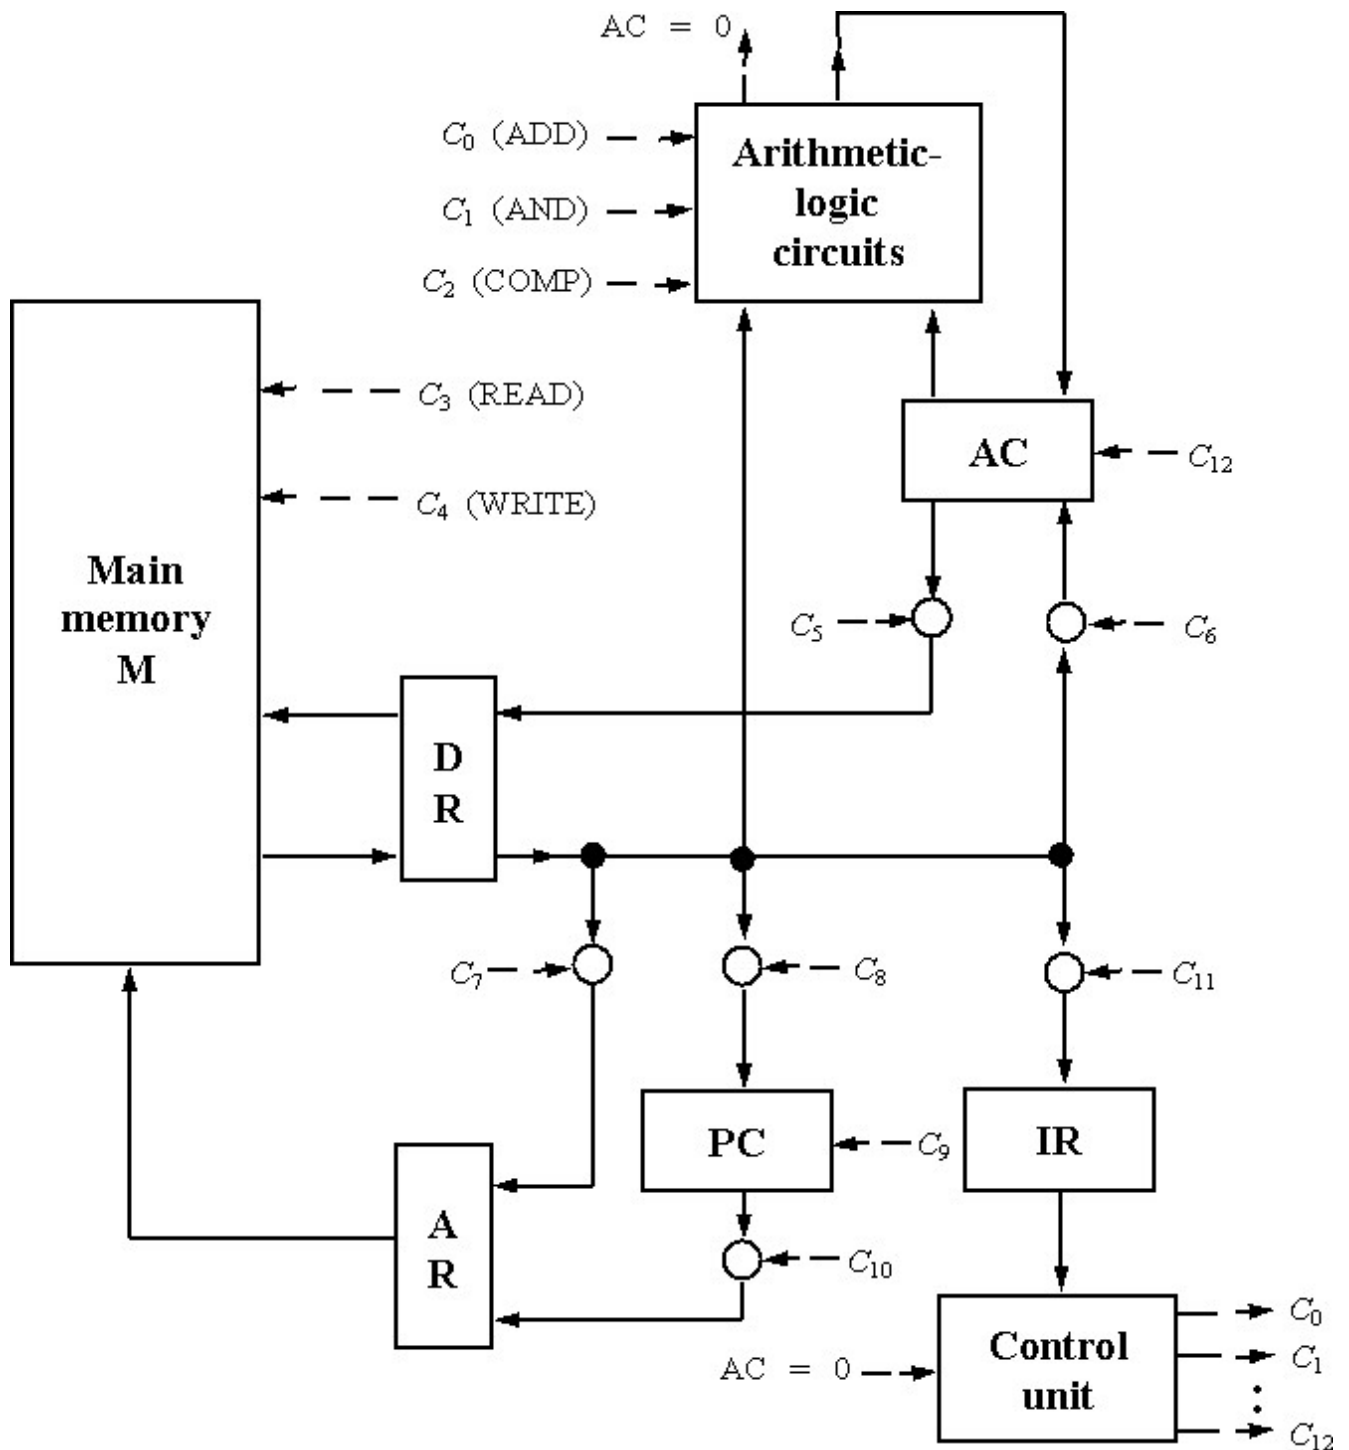 AC = 0
C₀ (ADD)
C₁ (AND)
C₂ (COMP)
Arithmetic-
logic
circuits
C₃ (READ)
C₄ (WRITE)
AC
C₁₂
Main
memory
M
C₅
C₆
D
R
C₇
C₈
C₁₁
PC
C₉
IR
A
R
C₁₀
AC = 0
Control
unit
C₀
C₁
⋮
C₁₂